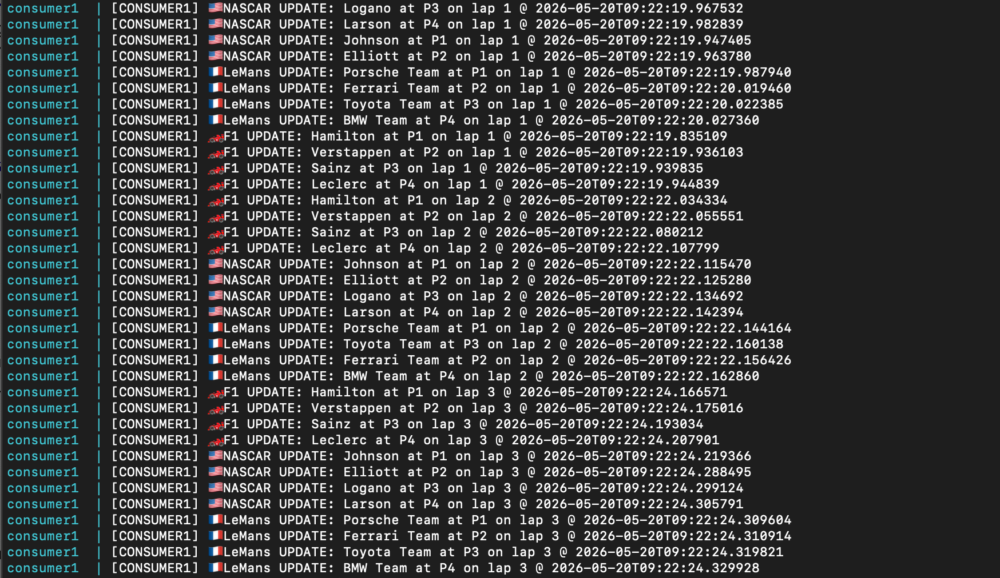 consumer1 | [CONSUMER1] 🇺🇸NASCAR UPDATE: Logano at P3 on lap 1 @ 2026-05-20T09:22:19.967532
consumer1 | [CONSUMER1] 🇺🇸NASCAR UPDATE: Larson at P4 on lap 1 @ 2026-05-20T09:22:19.982839
consumer1 | [CONSUMER1] 🇺🇸NASCAR UPDATE: Johnson at P1 on lap 1 @ 2026-05-20T09:22:19.947405
consumer1 | [CONSUMER1] 🇺🇸NASCAR UPDATE: Elliott at P2 on lap 1 @ 2026-05-20T09:22:19.963780
consumer1 | [CONSUMER1] 🇫🇷LeMans UPDATE: Porsche Team at P1 on lap 1 @ 2026-05-20T09:22:19.987940
consumer1 | [CONSUMER1] 🇫🇷LeMans UPDATE: Ferrari Team at P2 on lap 1 @ 2026-05-20T09:22:20.019460
consumer1 | [CONSUMER1] 🇫🇷LeMans UPDATE: Toyota Team at P3 on lap 1 @ 2026-05-20T09:22:20.022385
consumer1 | [CONSUMER1] 🇫🇷LeMans UPDATE: BMW Team at P4 on lap 1 @ 2026-05-20T09:22:20.027360
consumer1 | [CONSUMER1] 🏎F1 UPDATE: Hamilton at P1 on lap 1 @ 2026-05-20T09:22:19.835109
consumer1 | [CONSUMER1] 🏎F1 UPDATE: Verstappen at P2 on lap 1 @ 2026-05-20T09:22:19.936103
consumer1 | [CONSUMER1] 🏎F1 UPDATE: Sainz at P3 on lap 1 @ 2026-05-20T09:22:19.939835
consumer1 | [CONSUMER1] 🏎F1 UPDATE: Leclerc at P4 on lap 1 @ 2026-05-20T09:22:19.944839
consumer1 | [CONSUMER1] 🏎F1 UPDATE: Hamilton at P1 on lap 2 @ 2026-05-20T09:22:22.034334
consumer1 | [CONSUMER1] 🏎F1 UPDATE: Verstappen at P2 on lap 2 @ 2026-05-20T09:22:22.055551
consumer1 | [CONSUMER1] 🏎F1 UPDATE: Sainz at P3 on lap 2 @ 2026-05-20T09:22:22.080212
consumer1 | [CONSUMER1] 🏎F1 UPDATE: Leclerc at P4 on lap 2 @ 2026-05-20T09:22:22.107799
consumer1 | [CONSUMER1] 🇺🇸NASCAR UPDATE: Johnson at P1 on lap 2 @ 2026-05-20T09:22:22.115470
consumer1 | [CONSUMER1] 🇺🇸NASCAR UPDATE: Elliott at P2 on lap 2 @ 2026-05-20T09:22:22.125280
consumer1 | [CONSUMER1] 🇺🇸NASCAR UPDATE: Logano at P3 on lap 2 @ 2026-05-20T09:22:22.134692
consumer1 | [CONSUMER1] 🇺🇸NASCAR UPDATE: Larson at P4 on lap 2 @ 2026-05-20T09:22:22.142394
consumer1 | [CONSUMER1] 🇫🇷LeMans UPDATE: Porsche Team at P1 on lap 2 @ 2026-05-20T09:22:22.144164
consumer1 | [CONSUMER1] 🇫🇷LeMans UPDATE: Toyota Team at P3 on lap 2 @ 2026-05-20T09:22:22.160138
consumer1 | [CONSUMER1] 🇫🇷LeMans UPDATE: Ferrari Team at P2 on lap 2 @ 2026-05-20T09:22:22.156426
consumer1 | [CONSUMER1] 🇫🇷LeMans UPDATE: BMW Team at P4 on lap 2 @ 2026-05-20T09:22:22.162860
consumer1 | [CONSUMER1] 🏎F1 UPDATE: Hamilton at P1 on lap 3 @ 2026-05-20T09:22:24.166571
consumer1 | [CONSUMER1] 🏎F1 UPDATE: Verstappen at P2 on lap 3 @ 2026-05-20T09:22:24.175016
consumer1 | [CONSUMER1] 🏎F1 UPDATE: Sainz at P3 on lap 3 @ 2026-05-20T09:22:24.193034
consumer1 | [CONSUMER1] 🏎F1 UPDATE: Leclerc at P4 on lap 3 @ 2026-05-20T09:22:24.207901
consumer1 | [CONSUMER1] 🇺🇸NASCAR UPDATE: Johnson at P1 on lap 3 @ 2026-05-20T09:22:24.219366
consumer1 | [CONSUMER1] 🇺🇸NASCAR UPDATE: Elliott at P2 on lap 3 @ 2026-05-20T09:22:24.288495
consumer1 | [CONSUMER1] 🇺🇸NASCAR UPDATE: Logano at P3 on lap 3 @ 2026-05-20T09:22:24.299124
consumer1 | [CONSUMER1] 🇺🇸NASCAR UPDATE: Larson at P4 on lap 3 @ 2026-05-20T09:22:24.305791
consumer1 | [CONSUMER1] 🇫🇷LeMans UPDATE: Porsche Team at P1 on lap 3 @ 2026-05-20T09:22:24.309604
consumer1 | [CONSUMER1] 🇫🇷LeMans UPDATE: Ferrari Team at P2 on lap 3 @ 2026-05-20T09:22:24.310914
consumer1 | [CONSUMER1] 🇫🇷LeMans UPDATE: Toyota Team at P3 on lap 3 @ 2026-05-20T09:22:24.319821
consumer1 | [CONSUMER1] 🇫🇷LeMans UPDATE: BMW Team at P4 on lap 3 @ 2026-05-20T09:22:24.329928